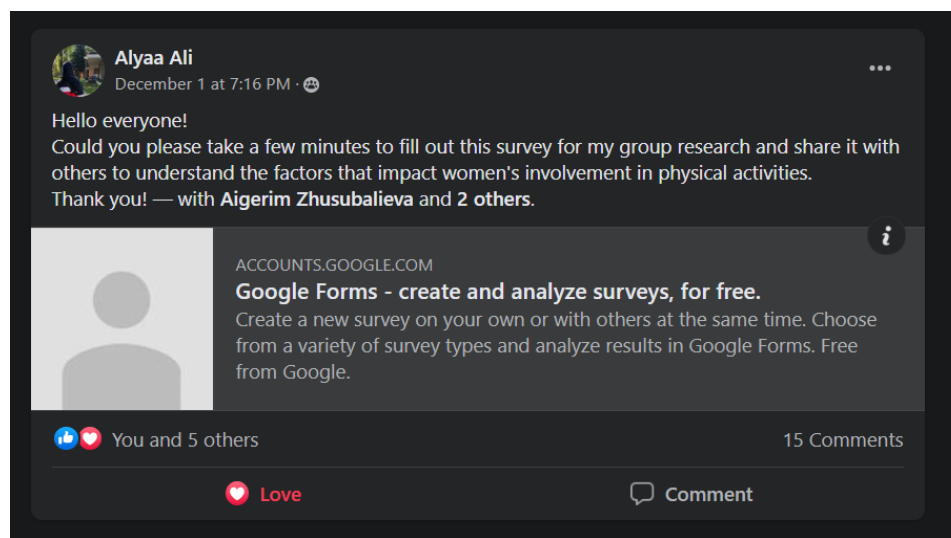 Alyaa Ali
December 1 at 7:16 PM ·
Hello everyone!
Could you please take a few minutes to fill out this survey for my group research and share it with
others to understand the factors that impact women's involvement in physical activities.
Thank you! — with Aigerim Zhusubalieva and 2 others.
ACCOUNTS.GOOGLE.COM
Google Forms - create and analyze surveys, for free.
Create a new survey on your own or with others at the same time. Choose
from a variety of survey types and analyze results in Google Forms. Free
from Google.
You and 5 others 15 Comments
Love Comment